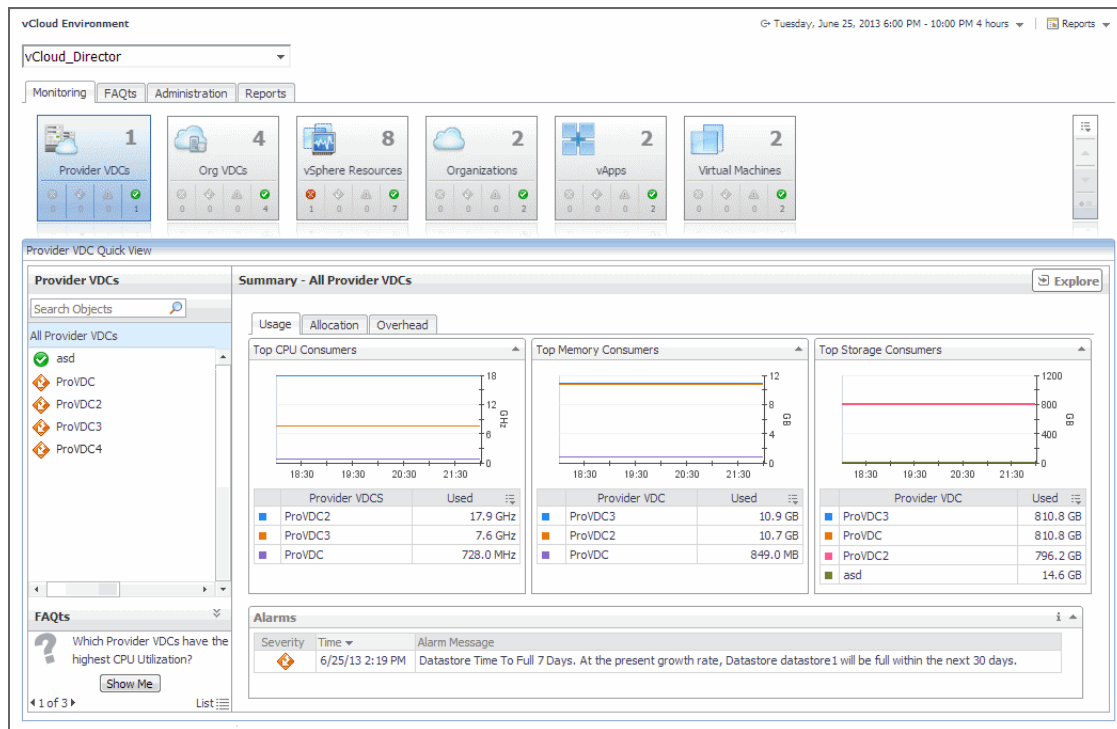 vCloud Environment
Tuesday, June 25, 2013 6:00 PM - 10:00 PM 4 hours
Reports
vCloud_Director
Monitoring FAQts Administration Reports
1 4 8 2 2 2
Provider VDCs Org VDCs vSphere Resources Organizations vApps Virtual Machines
0 0 0 1 0 0 0 4 1 0 0 7 0 0 0 2 0 0 0 2 0 0 0 2
Provider VDC Quick View
Provider VDCs
Search Objects
All Provider VDCs
asd
ProVDC
ProVDC2
ProVDC3
ProVDC4
FAQts
Which Provider VDCs have the
highest CPU Utilization?
Show Me
1 of 3
List
Summary - All Provider VDCs
Explore
Usage Allocation Overhead
Top CPU Consumers
18
12
6
0
GHz
18:30 19:30 20:30 21:30
Provider VDCS Used
ProVDC2 17.9 GHz
ProVDC3 7.6 GHz
ProVDC 728.0 MHz
Top Memory Consumers
12
8
4
0
GB
18:30 19:30 20:30 21:30
Provider VDC Used
ProVDC3 10.9 GB
ProVDC2 10.7 GB
ProVDC 849.0 MB
Top Storage Consumers
1200
800
400
0
GB
18:30 19:30 20:30 21:30
Provider VDC Used
ProVDC3 810.8 GB
ProVDC 810.8 GB
ProVDC2 796.2 GB
asd 14.6 GB
Alarms
Severity Time Alarm Message
6/25/13 2:19 PM Datastore Time To Full 7 Days. At the present growth rate, Datastore datastore1 will be full within the next 30 days.